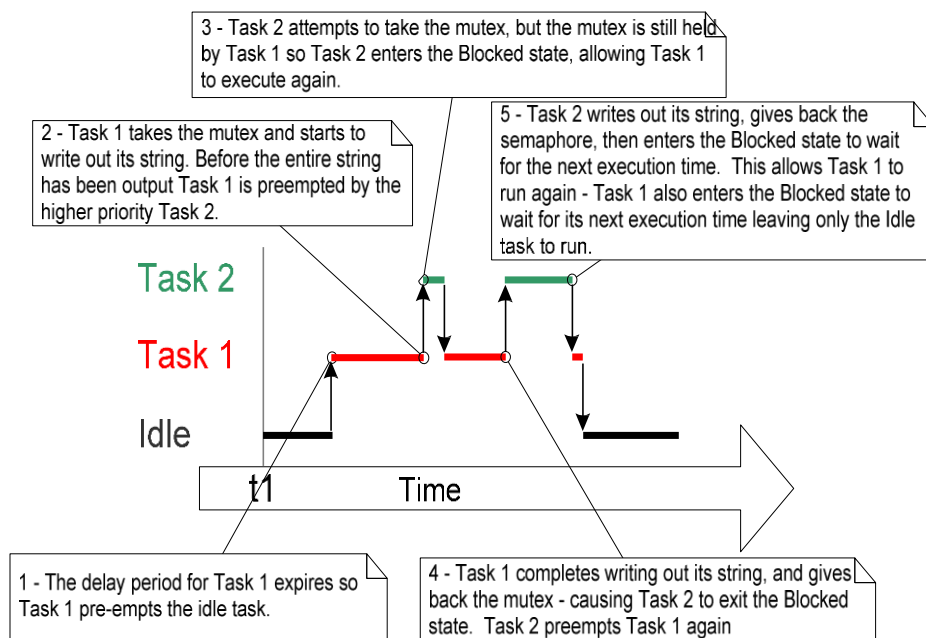 3 - Task 2 attempts to take the mutex, but the mutex is still held
by Task 1 so Task 2 enters the Blocked state, allowing Task 1
to execute again.
2 - Task 1 takes the mutex and starts to
write out its string. Before the entire string
has been output Task 1 is preempted by the
higher priority Task 2.
5 - Task 2 writes out its string, gives back the
semaphore, then enters the Blocked state to wait
for the next execution time. This allows Task 1 to
run again - Task 1 also enters the Blocked state to
wait for its next execution time leaving only the Idle
task to run.
Task 2
Task 1
Idle
t1
Time
1 - The delay period for Task 1 expires so
Task 1 pre-empts the idle task.
4 - Task 1 completes writing out its string, and gives
back the mutex - causing Task 2 to exit the Blocked
state. Task 2 preempts Task 1 again